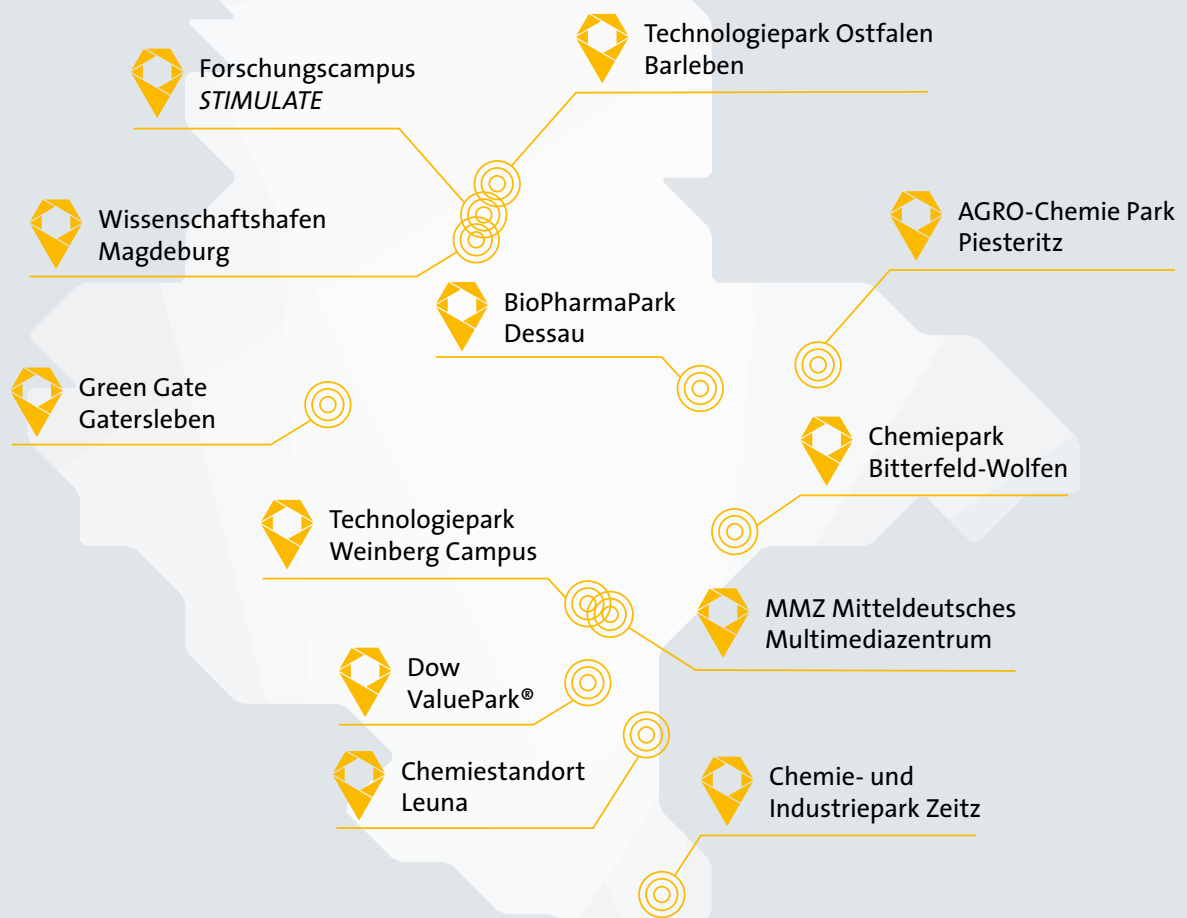 Technologiepark Ostfalen
Barleben
Forschungscampus
STIMULATE
Wissenschaftshafen
Magdeburg
AGRO-Chemie Park
Piesteritz
BioPharmaPark
Dessau
Green Gate
Gatersleben
Chemiepark
Bitterfeld-Wolfen
Technologiepark
Weinberg Campus
MMZ Mitteldeutsches
Multimediazentrum
Dow
ValuePark®
Chemiestandort
Leuna
Chemie- und
Industriepark Zeitz